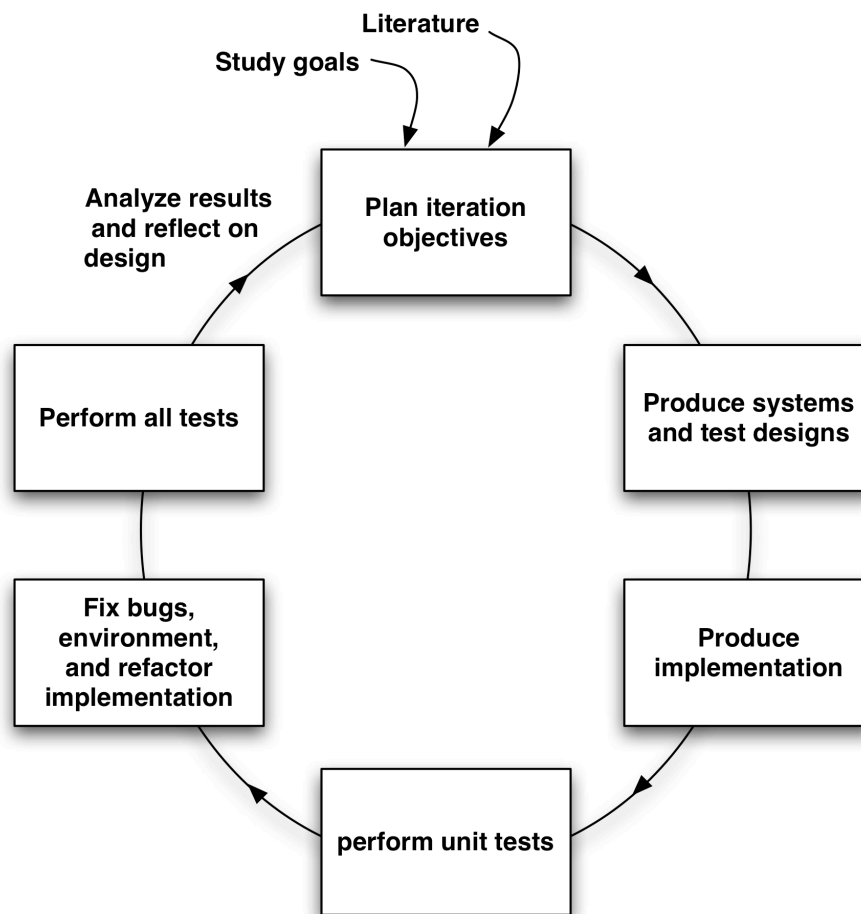 Literature
Study goals
Analyze results
and reflect on
design
Plan iteration
objectives
Perform all tests
Produce systems
and test designs
Fix bugs,
environment,
and refactor
implementation
Produce
implementation
perform unit tests